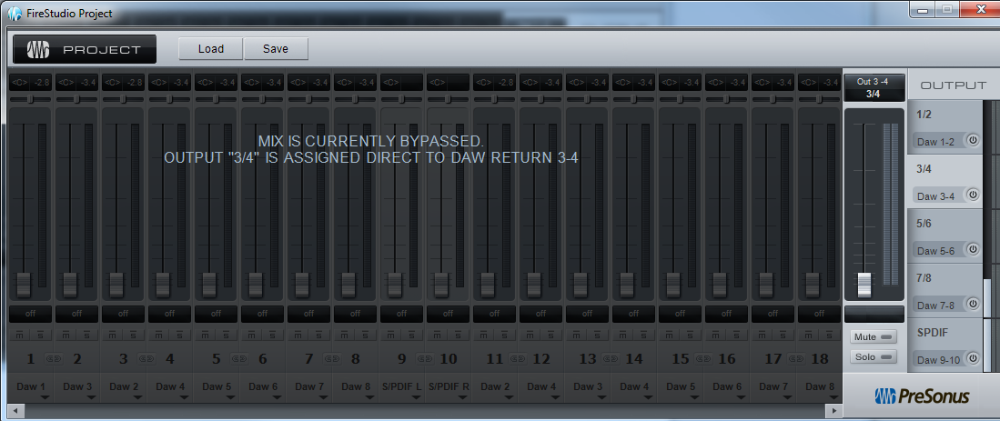 FireStudio Project
PROJECT Load Save
<C> -2.8 <C> -3.4 <C> -2.8 <C> -3.4 <C> -3.4 <C> -3.4 <C> -3.4 <C> -3.4 <C> <C> <C> -2.8 <C> -3.4 <C> -3.4 <C> -3.4 <C> -3.4 <C> -3.4 <C> -3.4 <C> -3.4
Out 3 -4
3/4
OUTPUT
MIX IS CURRENTLY BYPASSED.
OUTPUT "3/4" IS ASSIGNED DIRECT TO DAW RETURN 3-4
1/2
Daw 1-2
3/4
Daw 3-4
5/6
Daw 5-6
7/8
Daw 7-8
SPDIF
Daw 9-10
off off off off off off off off off off off off off off off off off off
m s m s m s m s m s m s m s m s m s m s m s m s m s m s m s m s m s m s
Mute
Solo
1 2 3 4 5 6 7 8 9 10 11 12 13 14 15 16 17 18
Daw 1 Daw 3 Daw 2 Daw 4 Daw 5 Daw 6 Daw 7 Daw 8 S/PDIF L S/PDIF R Daw 1 Daw 2 Daw 3 Daw 4 Daw 5 Daw 6 Daw 7 Daw 8
PreSonus